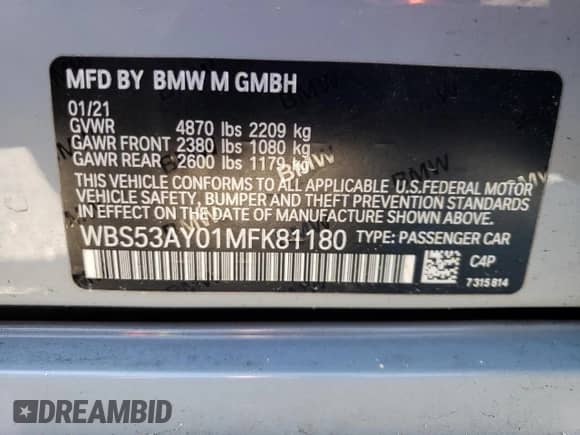 MFD BY BMW M GMBH
01/21
GVWR 4870 lbs 2209 kg
GAWR FRONT 2380 lbs 1080 kg
GAWR REAR 2600 lbs 1179 kg
THIS VEHICLE CONFORMS TO ALL APPLICABLE U.S.FEDERAL MOTOR
VEHICLE SAFETY, BUMPER AND THEFT PREVENTION STANDARDS
IN EFFECT ON THE DATE OF MANUFACTURE SHOWN ABOVE.
WBS53AY01MFK81180 TYPE: PASSENGER CAR
C4P
7315814
BMW
DREAMBID